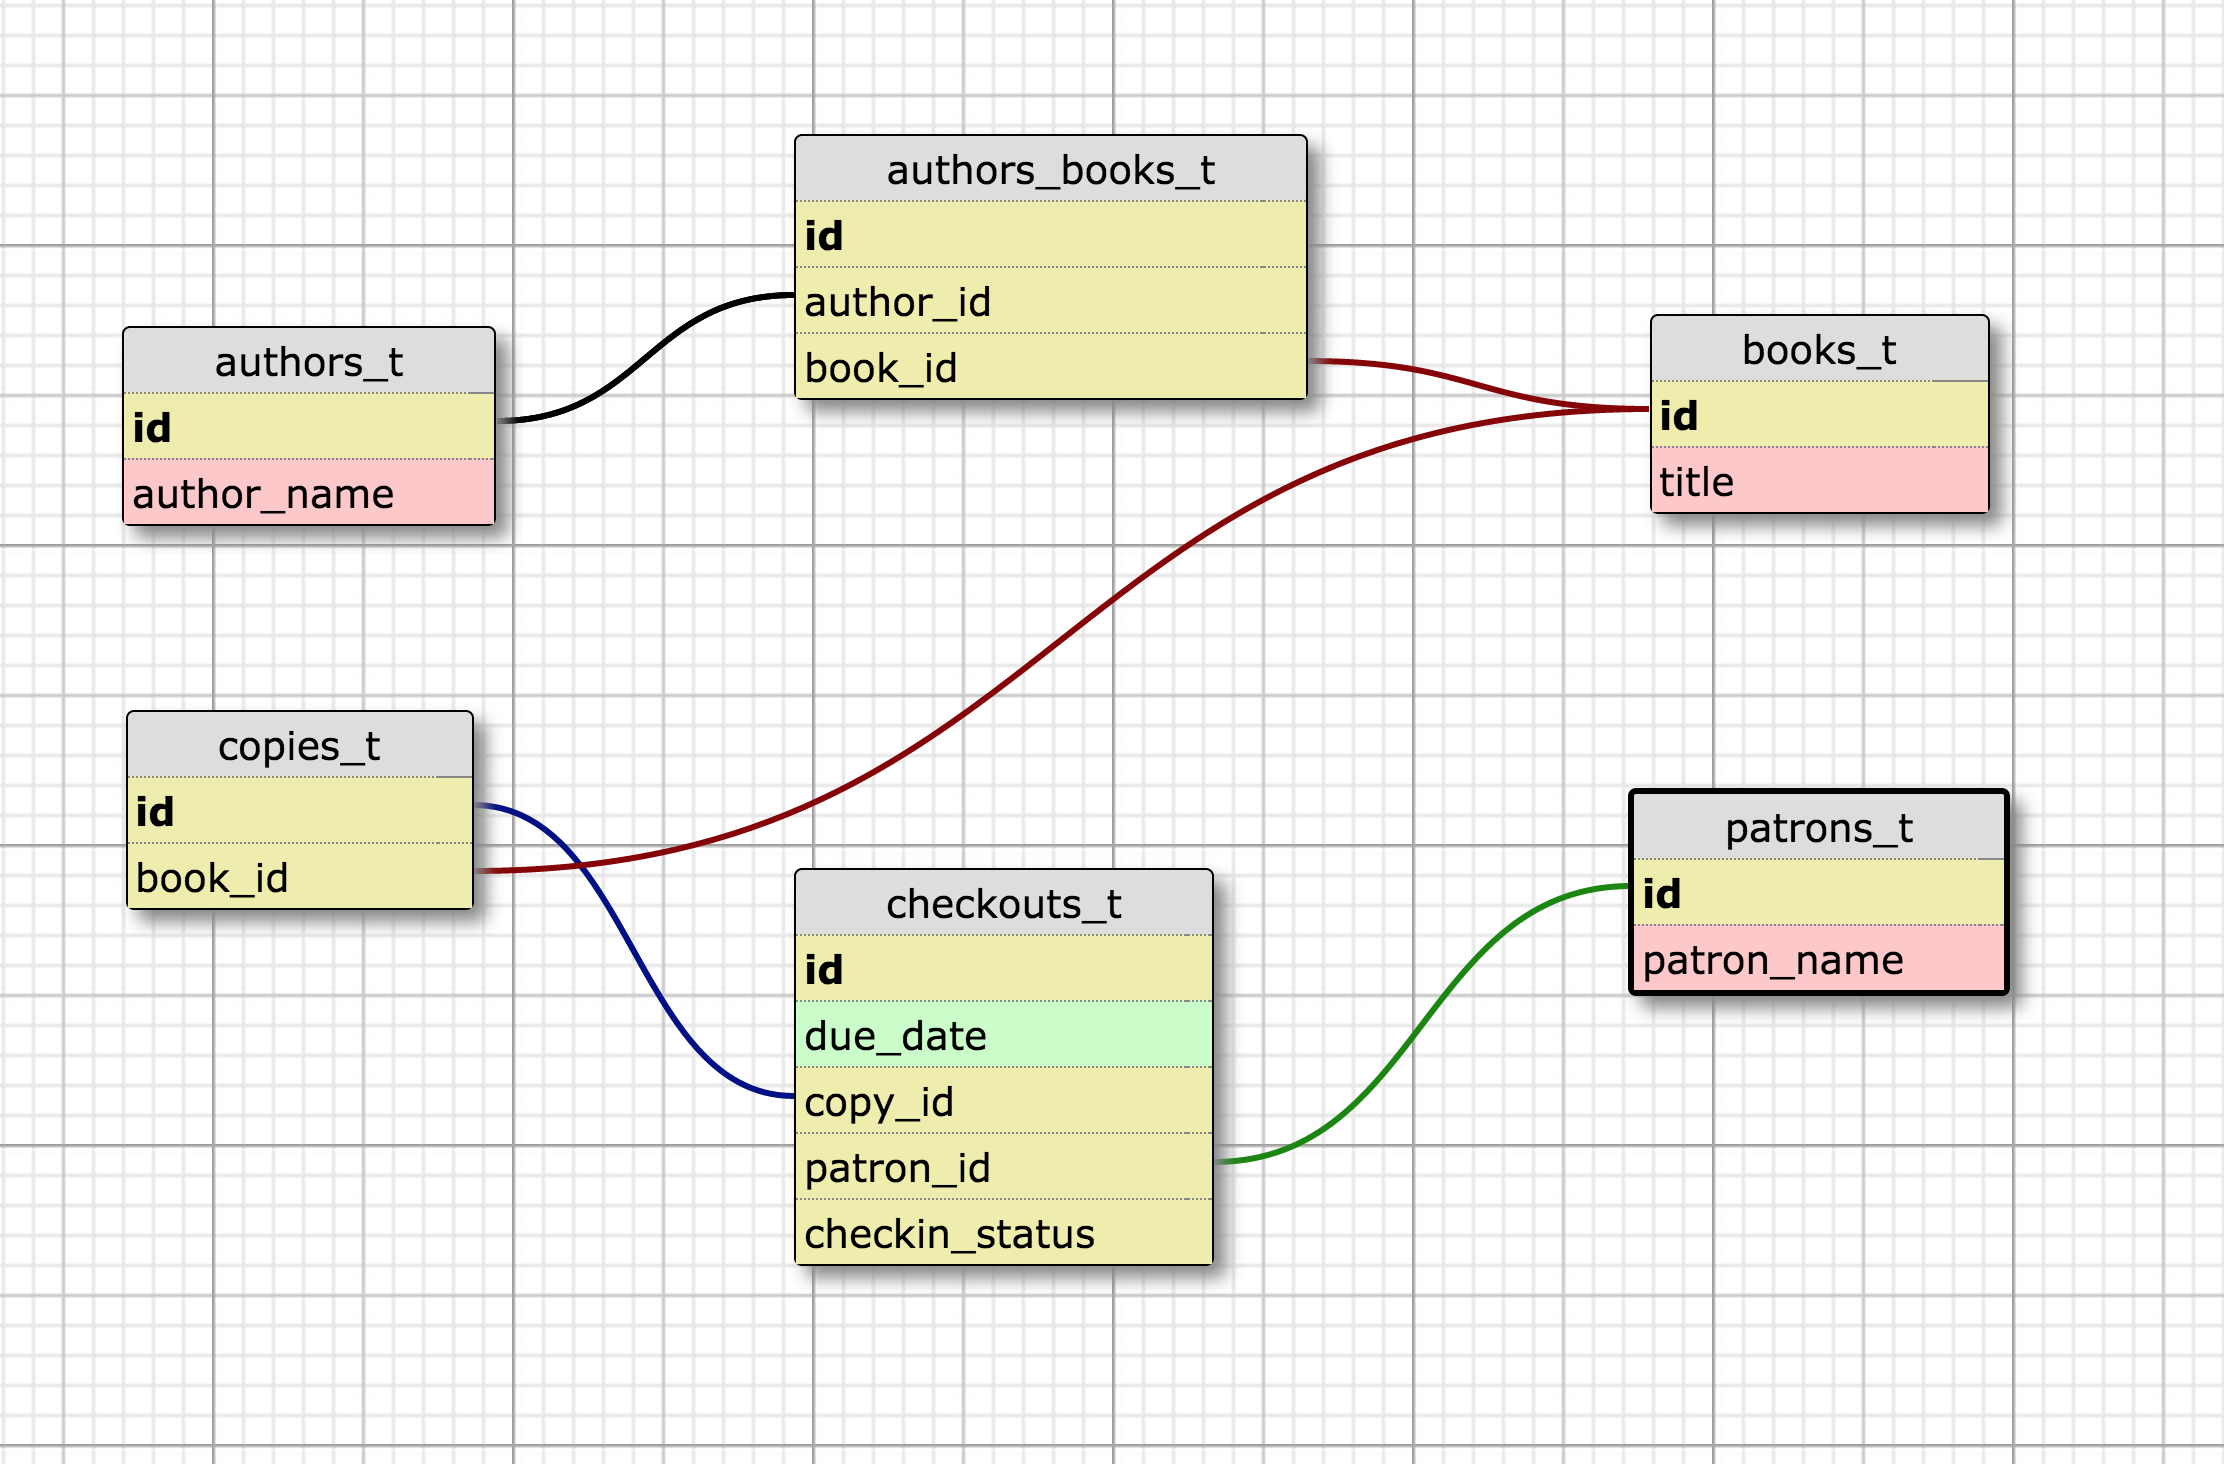 authors_books_t
id
author_id
book_id
authors_t
id
author_name
books_t
id
title
copies_t
id
book_id
checkouts_t
id
due_date
copy_id
patron_id
checkin_status
patrons_t
id
patron_name